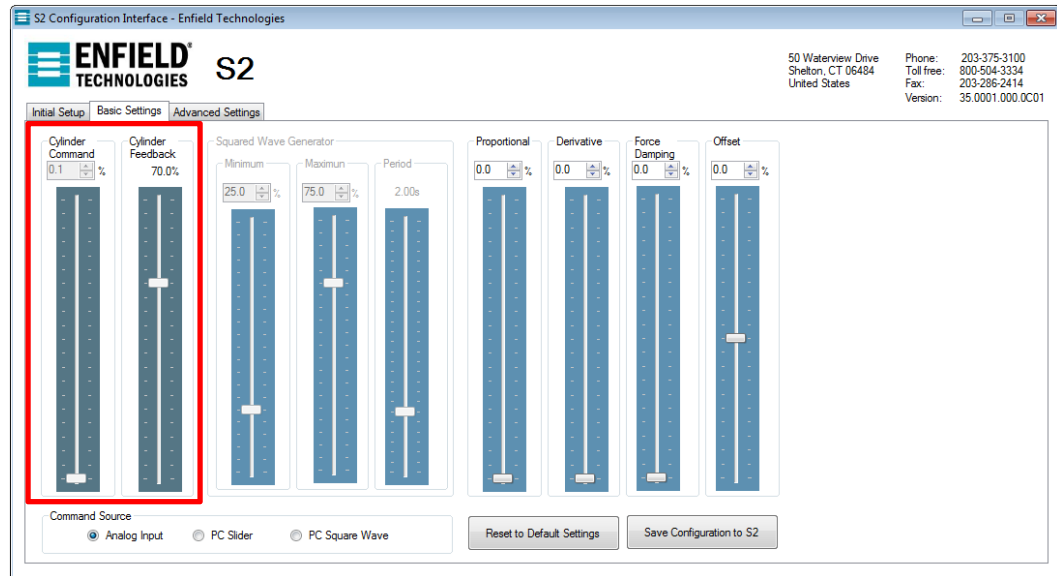 S2 Configuration Interface - Enfield Technologies
ENFIELD®
TECHNOLOGIES
S2
50 Waterview Drive
Shelton, CT 06484
United States
Phone: 203-375-3100
Toll free: 800-504-3334
Fax: 203-286-2414
Version: 35.0001.000.0C01
Initial Setup Basic Settings Advanced Settings
Cylinder Command
0.1 %
Cylinder Feedback
70.0%
Squared Wave Generator
Minimum
25.0 %
Maximun
75.0 %
Period
2.00s
Proportional
0.0 %
Derivative
0.0 %
Force Damping
0.0 %
Offset
0.0 %
Command Source
Analog Input PC Slider PC Square Wave
Reset to Default Settings
Save Configuration to S2